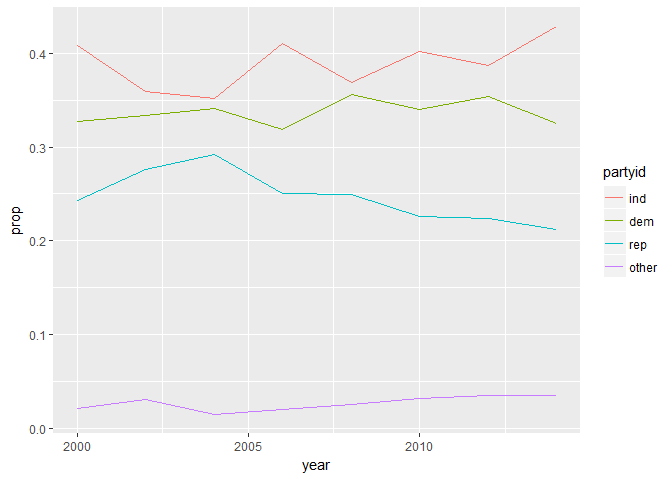 0.4
0.3
0.2
0.1
0.0
prop
2000
2005
2010
year
partyid
ind
dem
rep
other